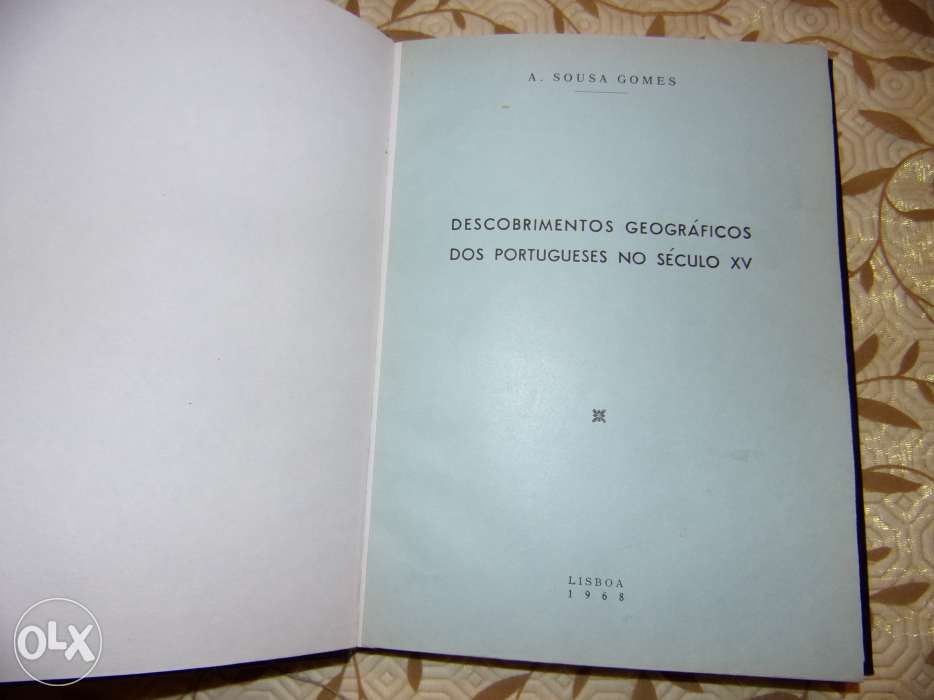 A. SOUSA GOMES
DESCOBRIMENTOS GEOGRÁFICOS
DOS PORTUGUESES NO SÉCULO XV
LISBOA
1968
OLX